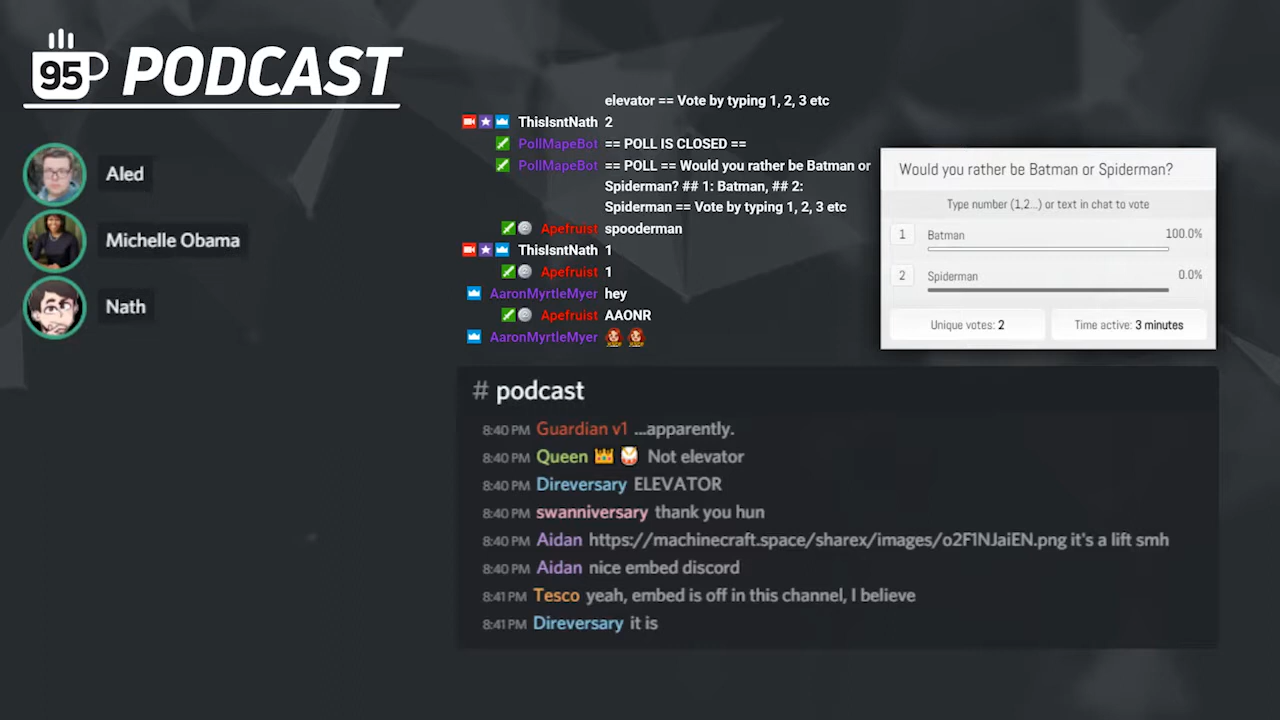 95 PODCAST
Aled
Michelle Obama
Nath
elevator == Vote by typing 1, 2, 3 etc
ThisIsntNath 2
PollMapeBot == POLL IS CLOSED ==
PollMapeBot == POLL == Would you rather be Batman or
Spiderman? ## 1: Batman, ## 2:
Spiderman == Vote by typing 1, 2, 3 etc
Apefruist spooderman
ThisIsntNath 1
Apefruist 1
AaronMyrtleMyer hey
Apefruist AAONR
AaronMyrtleMyer
Would you rather be Batman or Spiderman?
Type number (1,2...) or text in chat to vote
1 Batman 100.0%
2 Spiderman 0.0%
Unique votes: 2 Time active: 3 minutes
# podcast
8:40 PM Guardian v1 ...apparently.
8:40 PM Queen 👑 Not elevator
8:40 PM Direversary ELEVATOR
8:40 PM swanniversary thank you hun
8:40 PM Aidan https://machinecraft.space/sharex/images/o2F1NJaiEN.png it's a lift smh
8:40 PM Aidan nice embed discord
8:41 PM Tesco yeah, embed is off in this channel, I believe
8:41 PM Direversary it is